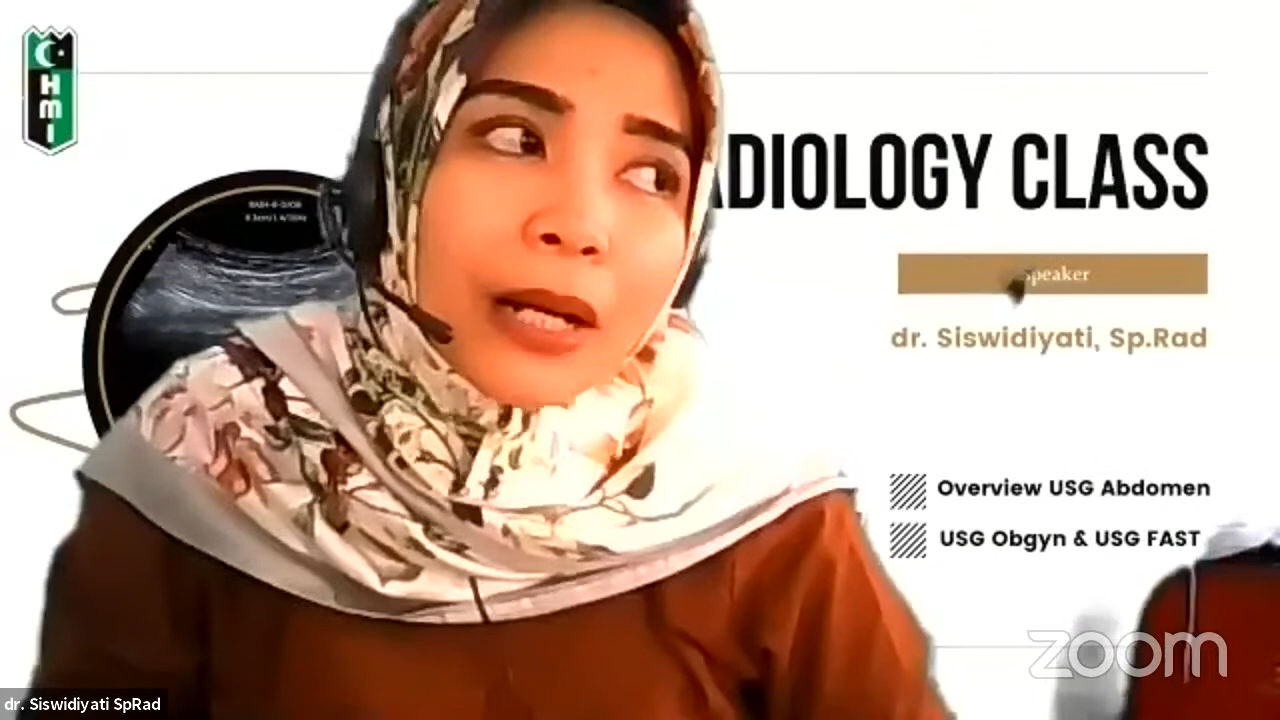 HMI
ADIOLOGY CLASS
Speaker
dr. Siswidiyati, Sp.Rad
Overview USG Abdomen
USG Obgyn & USG FAST
zoom
dr. Siswidiyati SpRad